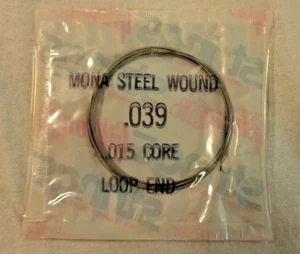 MONA STEEL WOUND
.039
.015 CORE
LOOP END